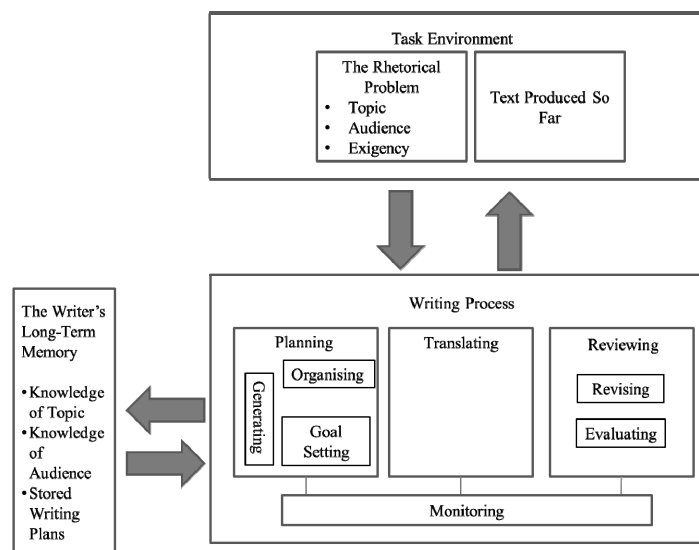 Task Environment
The Rhetorical
Problem
• Topic
• Audience
• Exigency
Text Produced So
Far
The Writer's
Long-Term
Memory
•Knowledge
of Topic
•Knowledge
of
Audience
•Stored
Writing
Plans
Writing Process
Planning
Generating
Organising
Goal
Setting
Translating
Reviewing
Revising
Evaluating
Monitoring